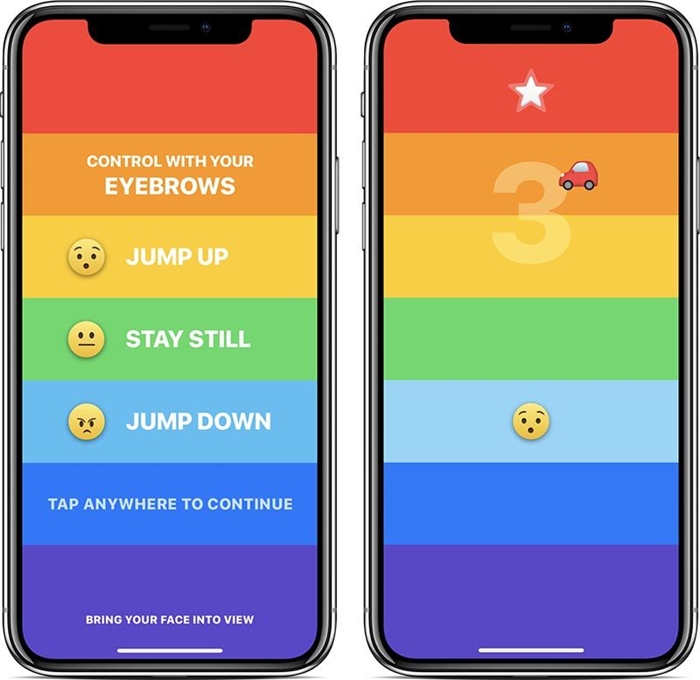 CONTROL WITH YOUR
EYEBROWS
JUMP UP
STAY STILL
JUMP DOWN
TAP ANYWHERE TO CONTINUE
BRING YOUR FACE INTO VIEW
3